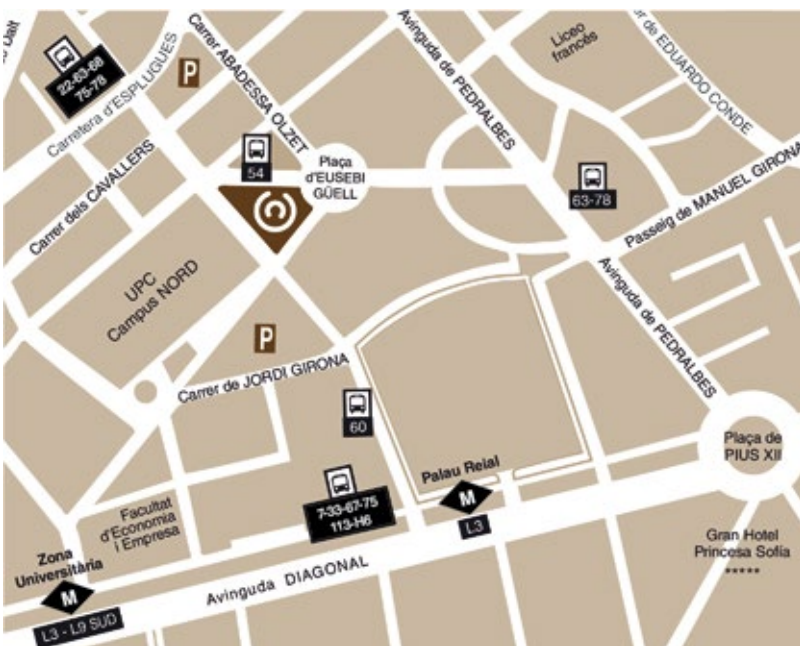 Dalt
22-63-68
75-78
P
Carretera d'ESPLUGUES
Carrer ABADESSA OLZET
Avinguda de PEDRALBES
Liceo
francés
de EDUARDO CONDE
Carrer dels CAVALLERS
54
Plaça
d'EUSEBI
GÜELL
63-78
Passeig de MANUEL GIRONA
UPC
Campus NORD
Avinguda de PEDRALBES
P
Carrer de JORDI GIRONA
60
Plaça de
PIUS XII
Palau Reial
M
L3
7-33-67-75
113-H6
Facultat
d'Economia
i Empresa
Gran Hotel
Princesa Sofía
*****
Zona
Universitària
M
L3 - L9 SUD
Avinguda DIAGONAL